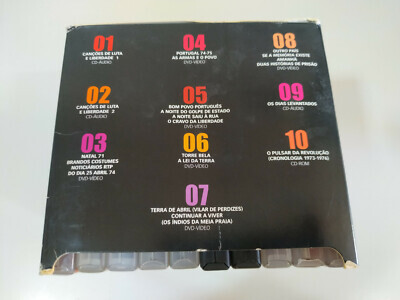 01
CANÇÕES DE LUTA
E LIBERDADE 1
CD-ÁUDIO
02
CANÇÕES DE LUTA
E LIBERDADE 2
CD-ÁUDIO
03
NATAL 71
BRANDOS COSTUMES
NOTICIÁRIOS RTP
DO DIA 25 ABRIL 74
DVD-VÍDEO
04
PORTUGAL 74-75
AS ARMAS E O POVO
DVD-VÍDEO
05
BOM POVO PORTUGUÊS
A NOITE DO GOLPE DE ESTADO
A NOITE SAIU À RUA
O CRAVO DA LIBERDADE
DVD-VÍDEO
06
TORRE BELA
A LEI DA TERRA
DVD-VÍDEO
07
TERRA DE ABRIL (VILAR DE PERDIZES)
CONTINUAR A VIVER
(OS ÍNDIOS DA MEIA PRAIA)
DVD-VÍDEO
08
OUTRO PAÍS
SE A MEMÓRIA EXISTE
AMANHÃ
DUAS HISTÓRIAS DE PRISÃO
DVD-VÍDEO
09
OS DIAS LEVANTADOS
CD-ÁUDIO
10
O PULSAR DA REVOLUÇÃO
(CRONOLOGIA 1973-1976)
CD-ROM